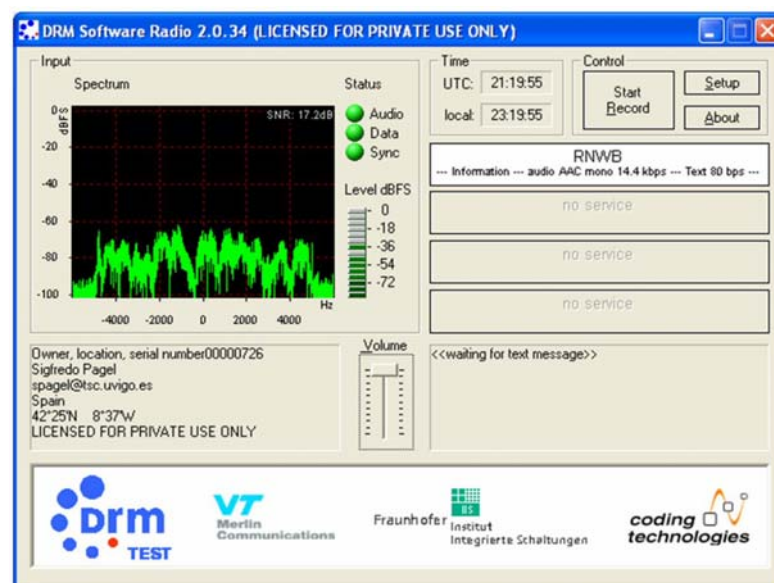 DRM Software Radio 2.0.34 (LICENSED FOR PRIVATE USE ONLY)
Input
Spectrum
Status
SNR: 17.2dB
dBFS
0
-20
-40
-60
-80
-100
Hz
-4000 -2000 0 2000 4000
Audio
Data
Sync
Level dBFS
0
-18
-36
-54
-72
Time
UTC: 21:19:55
local: 23:19:55
Control
Start
Record
Setup
About
RNWB
--- Information --- audio AAC mono 14.4 kbps --- Text 80 bps ---
no service
no service
no service
Owner, location, serial number00000726
Sigfredo Pagel
spagel@tsc.uvigo.es
Spain
42°25'N 8°37'W
LICENSED FOR PRIVATE USE ONLY
Volume
<<waiting for text message>>
Drm
TEST
VT
Merlin
Communications
Fraunhofer
IIS
Institut
Integrierte Schaltungen
coding
technologies